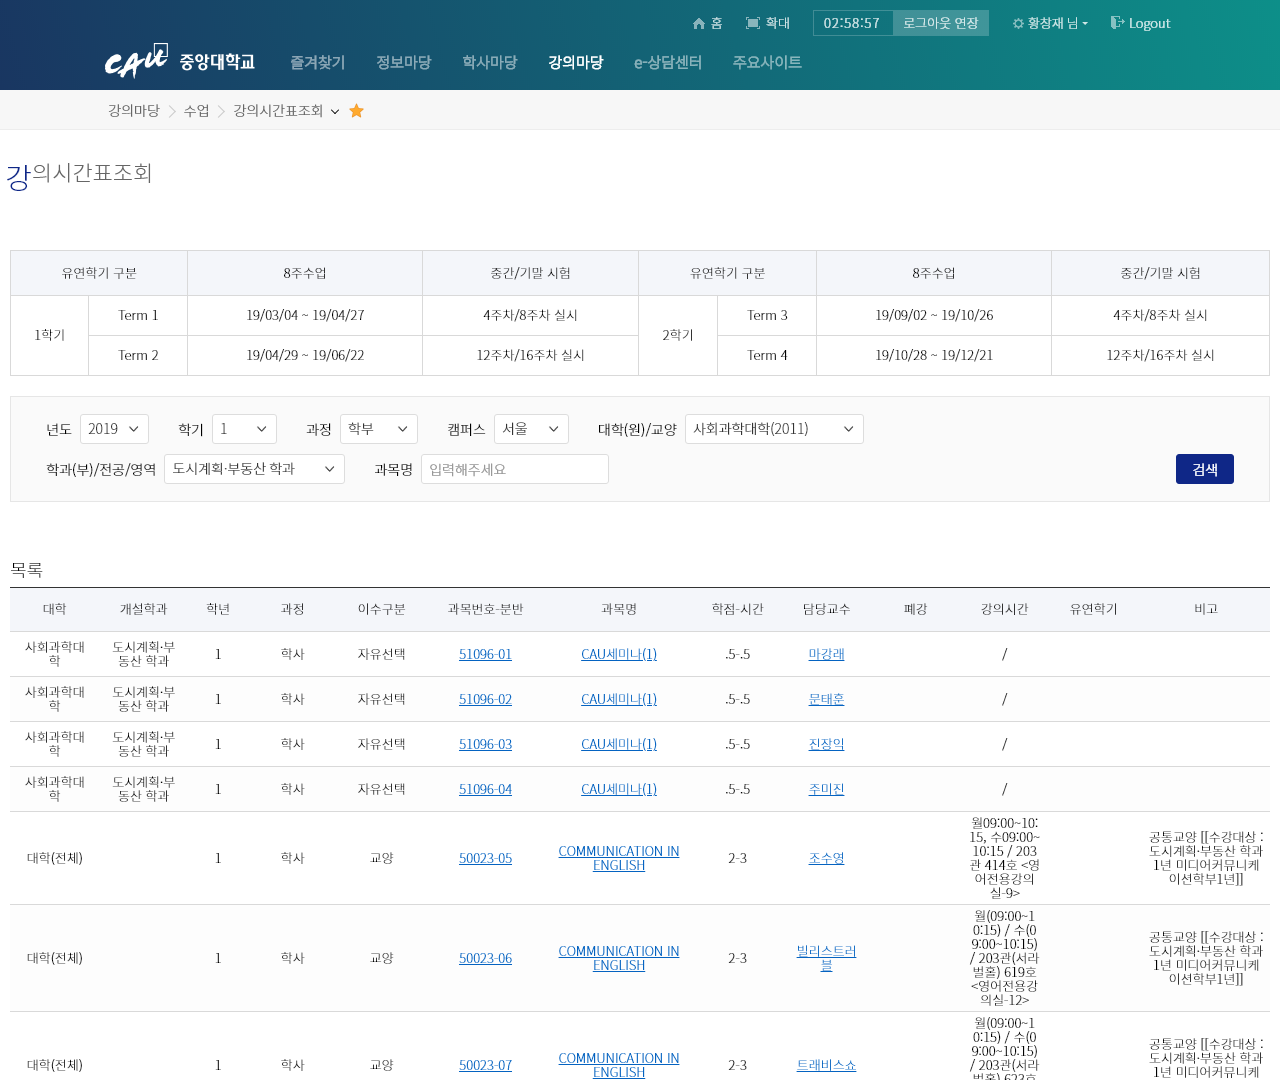 홈 확대 02:58:57 로그아웃 연장 황창재 님 Logout
CAU 중앙대학교 즐겨찾기 정보마당 학사마당 강의마당 e-상담센터 주요사이트
강의마당 수업 강의시간표조회
강의시간표조회
유연학기 구분 8주수업 중간/기말 시험 유연학기 구분 8주수업 중간/기말 시험
1학기 Term 1 19/03/04 ~ 19/04/27 4주차/8주차 실시 2학기 Term 3 19/09/02 ~ 19/10/26 4주차/8주차 실시
Term 2 19/04/29 ~ 19/06/22 12주차/16주차 실시 Term 4 19/10/28 ~ 19/12/21 12주차/16주차 실시
년도 2019 학기 1 과정 학부 캠퍼스 서울 대학(원)/교양 사회과학대학(2011)
학과(부)/전공/영역 도시계획·부동산 학과 과목명 입력해주세요 검색
목록
대학 개설학과 학년 과정 이수구분 과목번호-분반 과목명 학점-시간 담당교수 폐강 강의시간 유연학기 비고
사회과학대
학 도시계획·부
동산 학과 1 학사 자유선택 51096-01 CAU세미나(1) .5-.5 마강래 /
사회과학대
학 도시계획·부
동산 학과 1 학사 자유선택 51096-02 CAU세미나(1) .5-.5 문태훈 /
사회과학대
학 도시계획·부
동산 학과 1 학사 자유선택 51096-03 CAU세미나(1) .5-.5 진장익 /
사회과학대
학 도시계획·부
동산 학과 1 학사 자유선택 51096-04 CAU세미나(1) .5-.5 주미진 /
대학(전체) 1 학사 교양 50023-05 COMMUNICATION IN
ENGLISH 2-3 조수영 월09:00~10:
15, 수09:00~
10:15 / 203
관 414호 <영
어전용강의
실-9> 공통교양 [[수강대상 :
도시계획·부동산 학과
1년 미디어커뮤니케
이션학부1년]]
대학(전체) 1 학사 교양 50023-06 COMMUNICATION IN
ENGLISH 2-3 빌리스트러
블 월(09:00~1
0:15) / 수(0
9:00~10:15)
/ 203관(서라
벌홀) 619호
<영어전용강
의실-12> 공통교양 [[수강대상 :
도시계획·부동산 학과
1년 미디어커뮤니케
이션학부1년]]
대학(전체) 1 학사 교양 50023-07 COMMUNICATION IN
ENGLISH 2-3 트래비스쇼 월(09:00~1
0:15) / 수(0
9:00~10:15)
/ 203관(서라
벌홀) 623호 공통교양 [[수강대상 :
도시계획·부동산 학과
1년 미디어커뮤니케